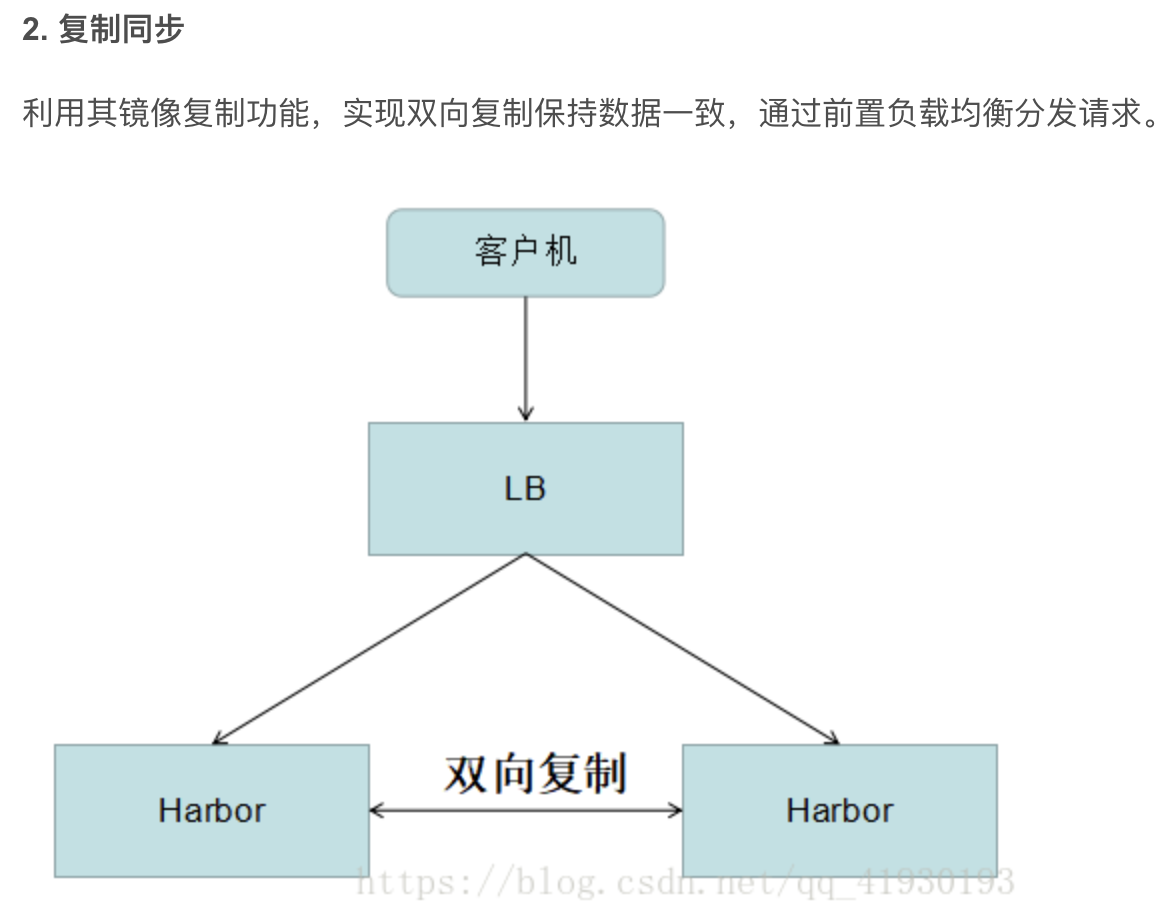 2. 复制同步
利用其镜像复制功能，实现双向复制保持数据一致，通过前置负载均衡分发请求。
客户机
LB
双向复制
Harbor
Harbor
https://blog.csdn.net/qq_41930193